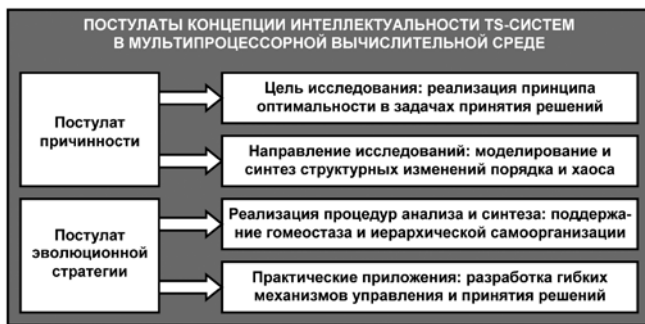 ПОСТУЛАТЫ КОНЦЕПЦИИ ИНТЕЛЛЕКТУАЛЬНОСТИ TS-СИСТЕМ
В МУЛЬТИПРОЦЕССОРНОЙ ВЫЧИСЛИТЕЛЬНОЙ СРЕДЕ
Постулат
причинности
Цель исследования: реализация принципа
оптимальности в задачах принятия решений
Направление исследований: моделирование и
синтез структурных изменений порядка и хаоса
Постулат
эволюционной
стратегии
Реализация процедур анализа и синтеза: поддержа-
ние гомеостаза и иерархической самоорганизации
Практические приложения: разработка гибких
механизмов управления и принятия решений